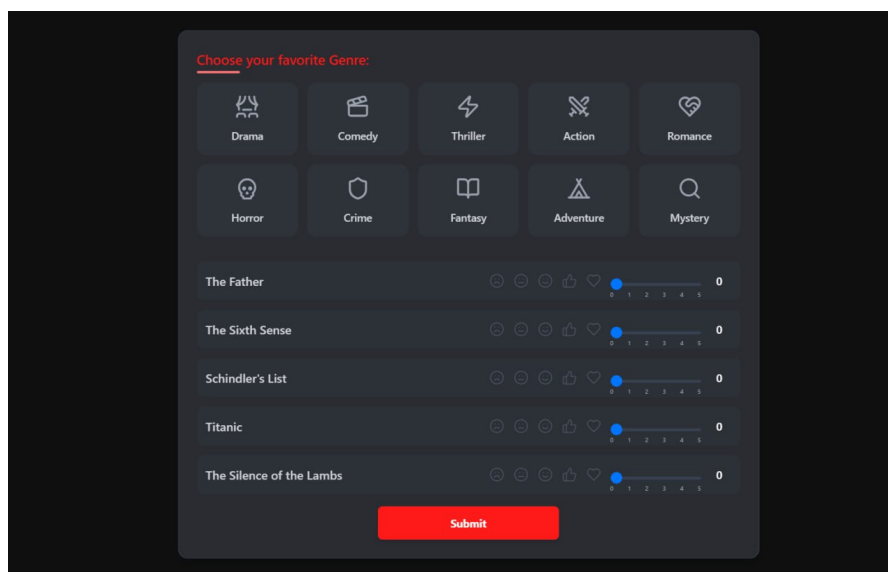 Choose your favorite Genre:
Drama Comedy Thriller Action Romance
Horror Crime Fantasy Adventure Mystery
The Father 0
0 1 2 3 4 5
The Sixth Sense 0
0 1 2 3 4 5
Schindler's List 0
0 1 2 3 4 5
Titanic 0
0 1 2 3 4 5
The Silence of the Lambs 0
0 1 2 3 4 5
Submit